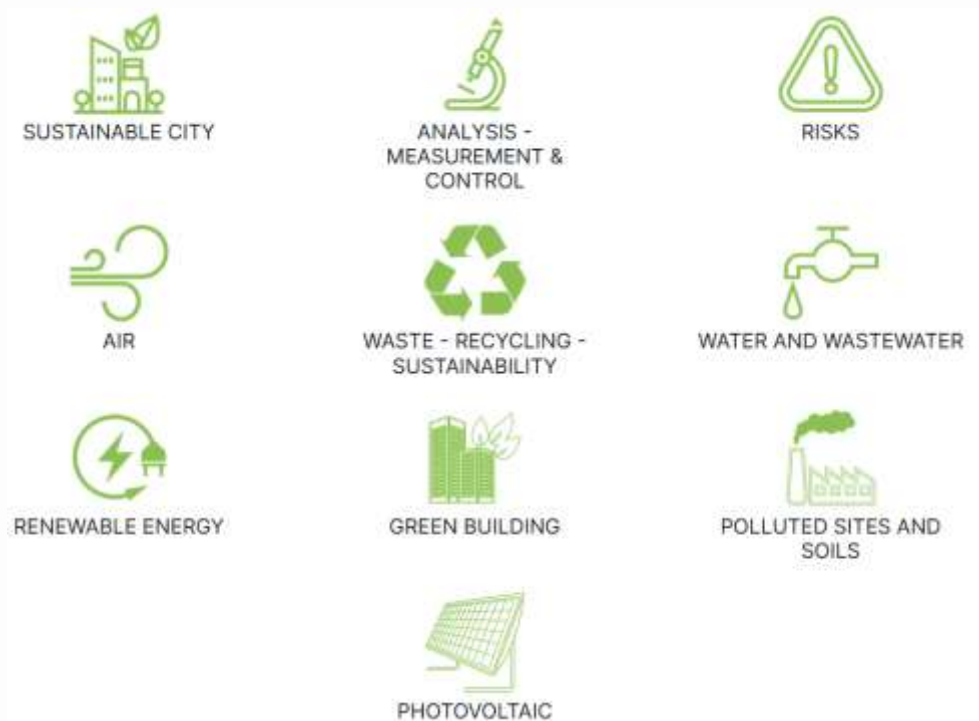 SUSTAINABLE CITY
ANALYSIS -
MEASUREMENT &
CONTROL
RISKS
AIR
WASTE - RECYCLING -
SUSTAINABILITY
WATER AND WASTEWATER
RENEWABLE ENERGY
GREEN BUILDING
POLLUTED SITES AND
SOILS
PHOTOVOLTAIC